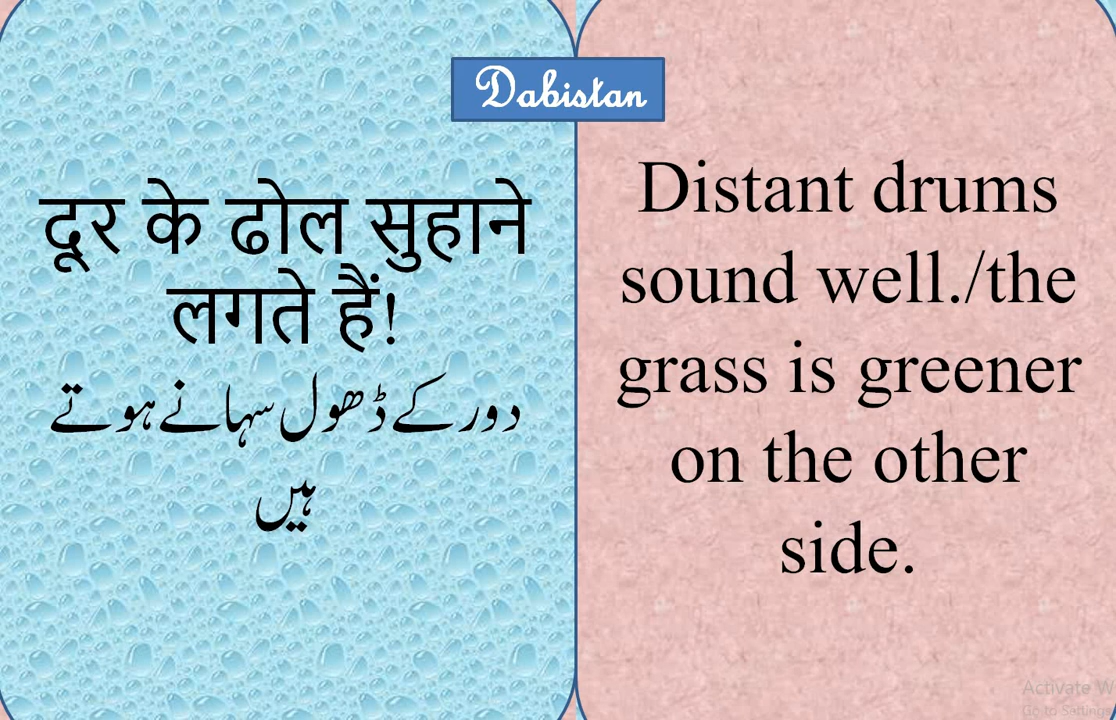 Dabistan
दूर के ढोल सुहाने
लगते हैं!
دور کے ڈھول سہانے ہوتے
ہیں
Distant drums
sound well./the
grass is greener
on the other
side.
Activate W
Go to Settings